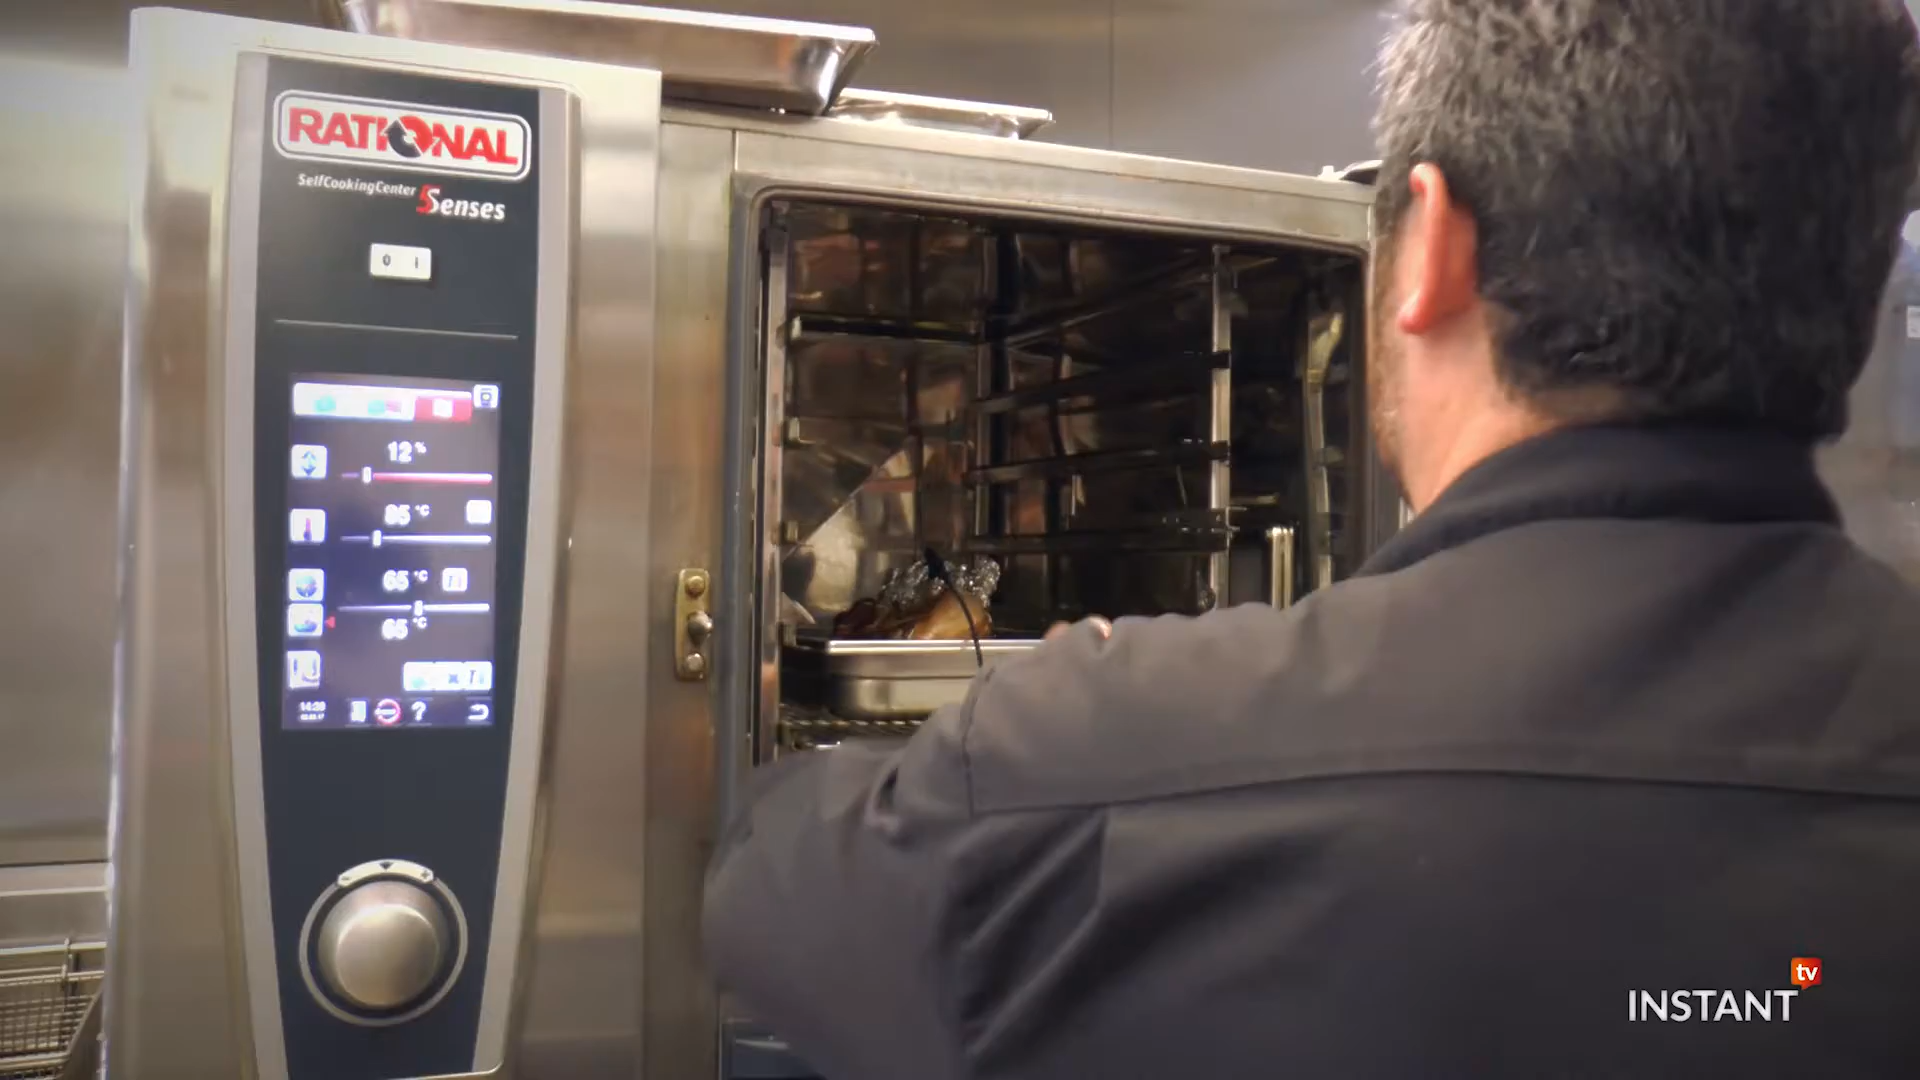 RATIONAL
SelfCookingCenter
5Senses
0 I
12 %
85 °C
65 °C
65 °C
?
tv
INSTANT